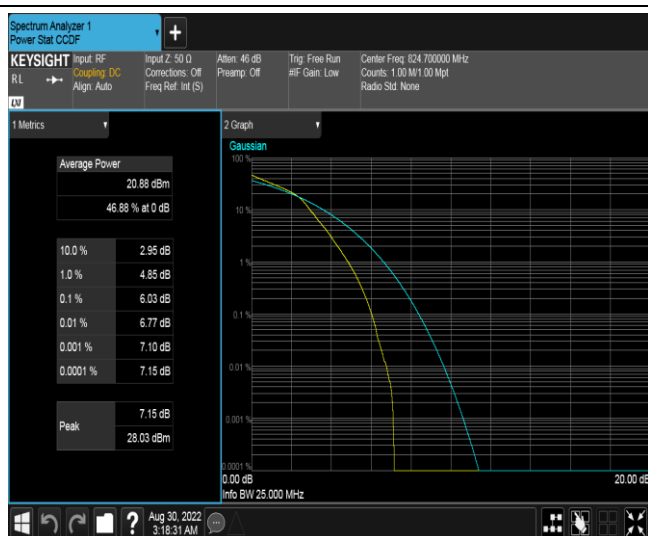 Spectrum Analyzer 1
Power Stat CCDF
+
KEYSIGHT
RL
LXI
Input: RF
Coupling: DC
Align: Auto
Input Z: 50 Ω
Corrections: Off
Freq Ref: Int (S)
Atten: 46 dB
Preamp: Off
Trig: Free Run
#IF Gain: Low
Center Freq: 824.700000 MHz
Counts: 1.00 M/1.00 Mpt
Radio Std: None
1 Metrics
Average Power
20.88 dBm
46.88 % at 0 dB
10.0 % 2.95 dB
1.0 % 4.85 dB
0.1 % 6.03 dB
0.01 % 6.77 dB
0.001 % 7.10 dB
0.0001 % 7.15 dB
Peak
7.15 dB
28.03 dBm
2 Graph
Gaussian
100 %
10 %
1 %
0.1 %
0.01 %
0.001 %
0.0001 %
0.00 dB 20.00 dB
Info BW 25.000 MHz
?
Aug 30, 2022
3:18:31 AM